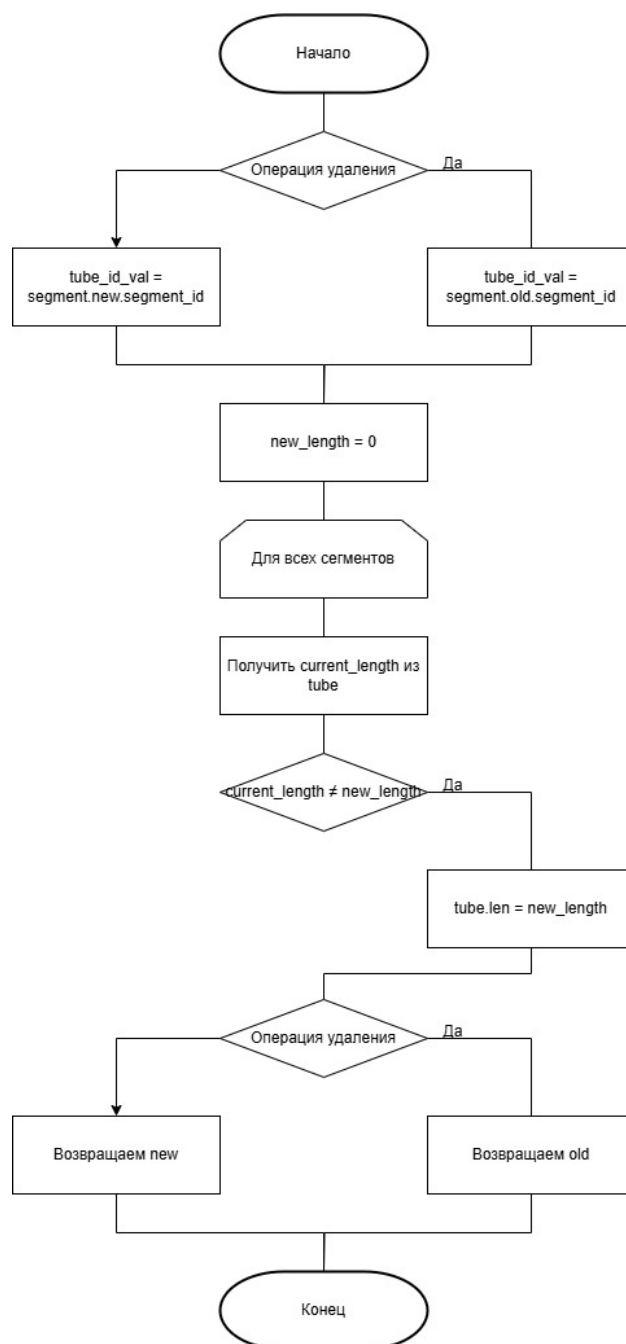 Начало
Операция удаления
Да
tube_id_val =
segment.new.segment_id
tube_id_val =
segment.old.segment_id
new_length = 0
Для всех сегментов
Получить current_length из
tube
current_length ≠ new_length
Да
tube.len = new_length
Операция удаления
Да
Возвращаем new
Возвращаем old
Конец